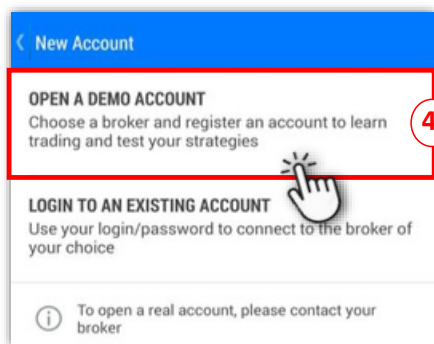 New Account
OPEN A DEMO ACCOUNT
Choose a broker and register an account to learn
trading and test your strategies
4
LOGIN TO AN EXISTING ACCOUNT
Use your login/password to connect to the broker of
your choice
To open a real account, please contact your
broker